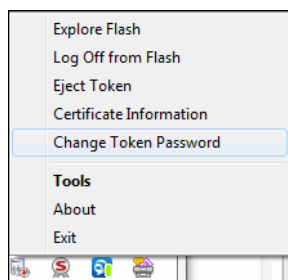 Explore Flash
Log Off from Flash
Eject Token
Certificate Information
Change Token Password
Tools
About
Exit